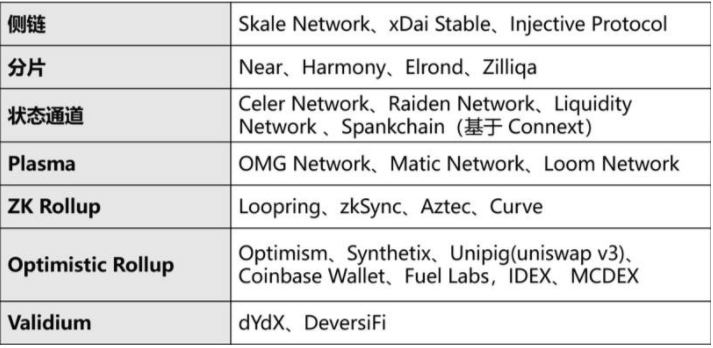 侧链
Skale Network、xDai Stable、Injective Protocol
分片
Near、Harmony、Elrond、Zilliqa
状态通道
Celer Network、Raiden Network、Liquidity
Network 、Spankchain（基于 Connext）
Plasma
OMG Network、Matic Network、Loom Network
ZK Rollup
Loopring、zkSync、Aztec、Curve
Optimistic Rollup
Optimism、Synthetix、Unipig(uniswap v3)、
Coinbase Wallet、Fuel Labs，IDEX、MCDEX
Validium
dYdX、DeversiFi